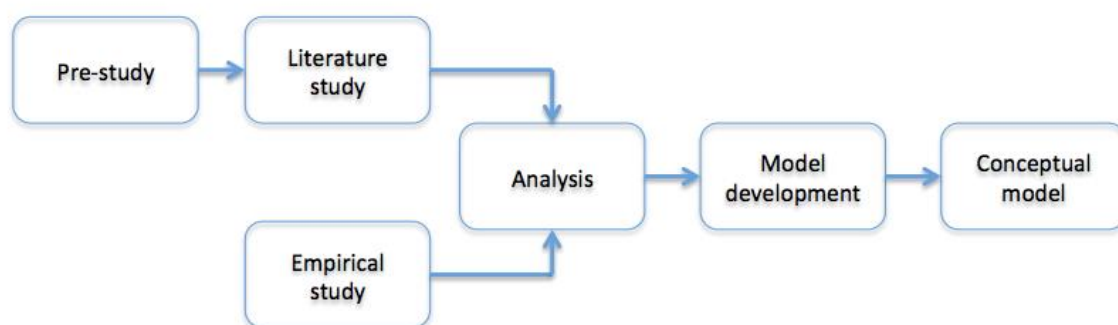 Pre-study
Literature
study
Analysis
Model
development
Conceptual
model
Empirical
study